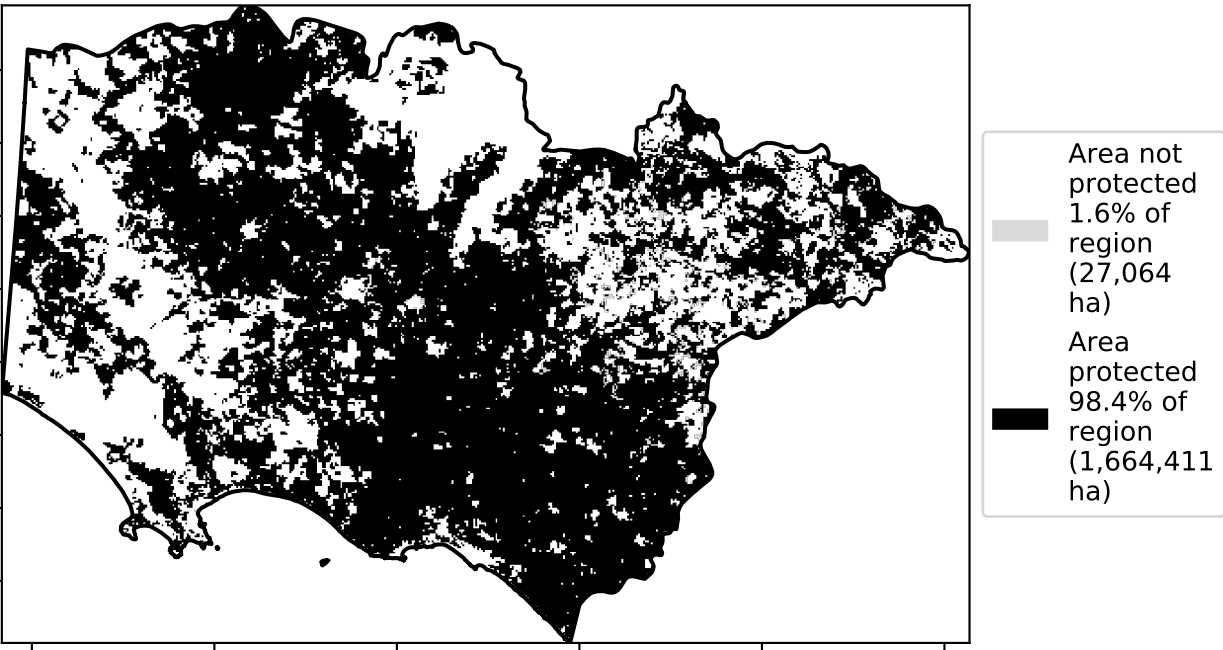 Area not
protected
1.6% of
region
(27,064
ha)
Area
protected
98.4% of
region
(1,664,411
ha)